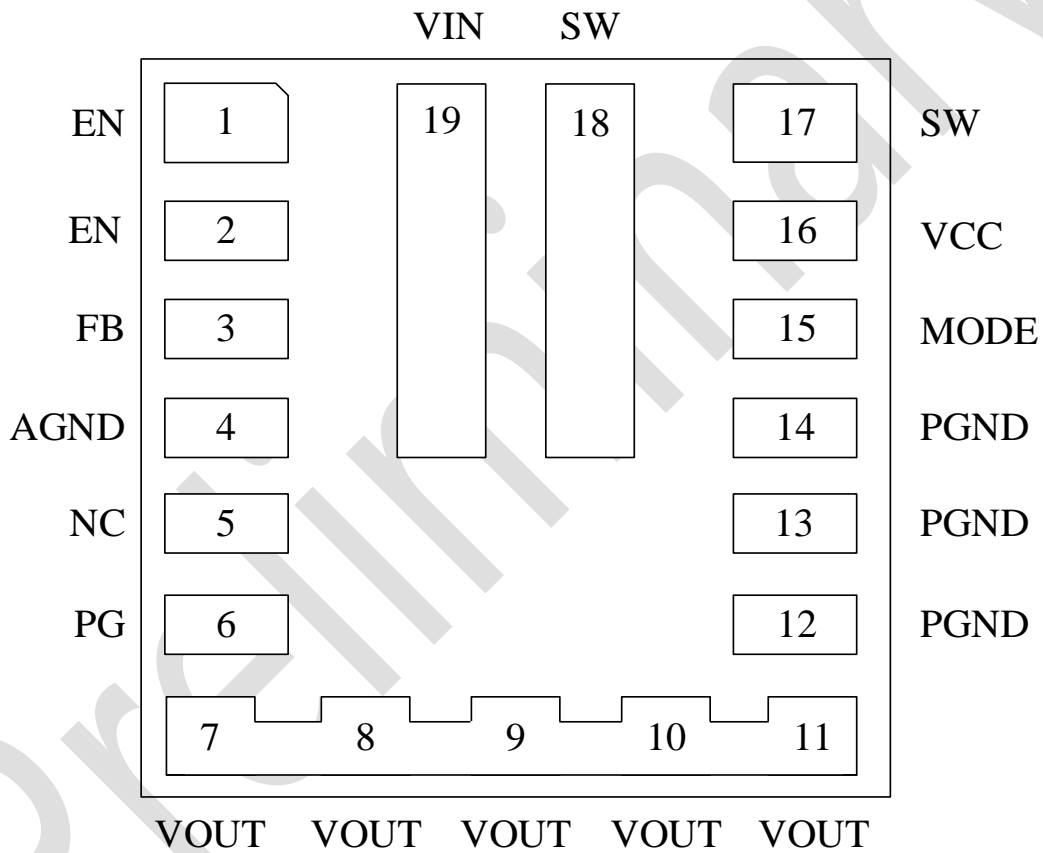 VIN SW
EN 1 19 18 17 SW
EN 2 16 VCC
FB 3 15 MODE
AGND 4 14 PGND
NC 5 13 PGND
PG 6 12 PGND
7 8 9 10 11
VOUT VOUT VOUT VOUT VOUT
Preliminary